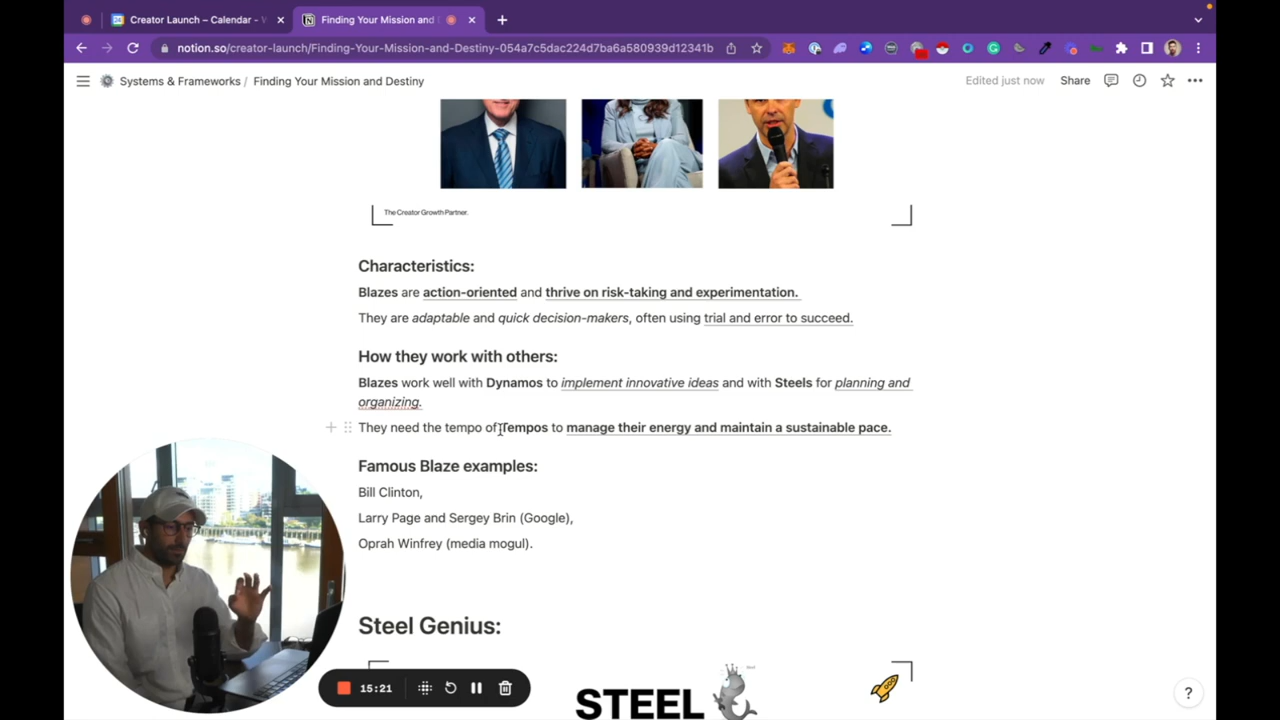 Creator Launch – Calendar - W
Finding Your Mission and D
notion.so/creator-launch/Finding-Your-Mission-and-Destiny-054a7c5dac224d7ba6a580939d12341b
Systems & Frameworks / Finding Your Mission and Destiny
Edited just now
Share
The Creator Growth Partner.
Characteristics:
Blazes are action-oriented and thrive on risk-taking and experimentation.
They are adaptable and quick decision-makers, often using trial and error to succeed.
How they work with others:
Blazes work well with Dynamos to implement innovative ideas and with Steels for planning and
organizing.
They need the tempo of Tempos to manage their energy and maintain a sustainable pace.
Famous Blaze examples:
Bill Clinton,
Larry Page and Sergey Brin (Google),
Oprah Winfrey (media mogul).
Steel Genius:
STEEL
15:21
?